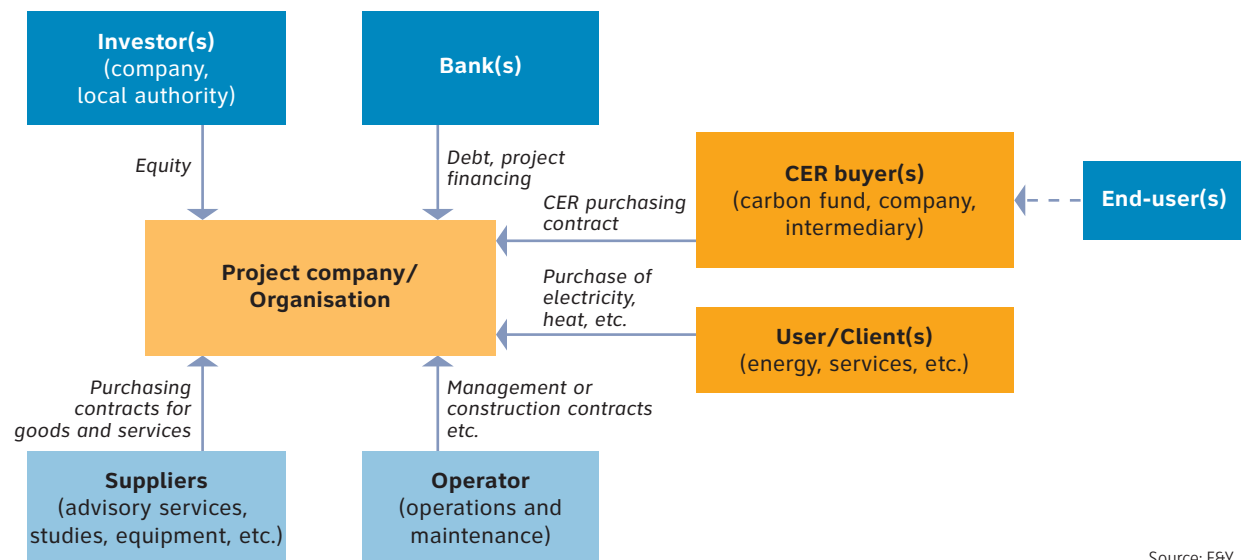 Investor(s)
(company,
local authority)
Bank(s)
Equity
Debt, project
financing
CER purchasing
contract
CER buyer(s)
(carbon fund, company,
intermediary)
End-user(s)
Project company/
Organisation
Purchase of
electricity,
heat, etc.
User/Client(s)
(energy, services, etc.)
Purchasing
contracts for
goods and services
Management or
construction contracts
etc.
Suppliers
(advisory services,
studies, equipment, etc.)
Operator
(operations and
maintenance)
Source: E&Y